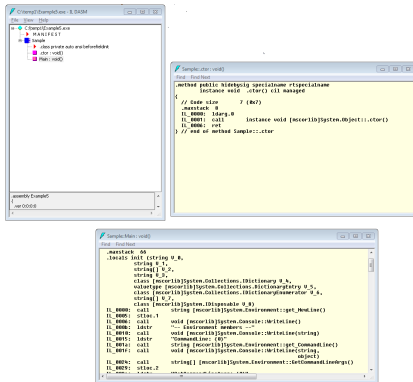 C:\temp2\Example5.exe - IL DASM
File View Help
C:\temp2\Example5.exe
M A N I F E S T
Sample
.class private auto ansi beforefieldinit
.ctor : void()
Main : void()
.assembly Example5
{
.ver 0:0:0:0
Sample::.ctor : void()
Find Find Next
.method public hidebysig specialname rtspecialname
instance void .ctor() cil managed
{
// Code size 7 (0x7)
.maxstack 8
IL_0000: ldarg.0
IL_0001: call instance void [mscorlib]System.Object::.ctor()
IL_0006: ret
} // end of method Sample::.ctor
Sample::Main : void()
Find Find Next
.maxstack 66
.locals init (string V_0,
string V_1,
string[] V_2,
string V_3,
class [mscorlib]System.Collections.IDictionary V_4,
valuetype [mscorlib]System.Collections.DictionaryEntry V_5,
class [mscorlib]System.Collections.IDictionaryEnumerator V_6,
string[] V_7,
class [mscorlib]System.IDisposable V_8)
IL_0000: call string [mscorlib]System.Environment::get_NewLine()
IL_0005: stloc.1
IL_0006: call void [mscorlib]System.Console::WriteLine()
IL_000b: ldstr "-- Environment members --"
IL_0010: call void [mscorlib]System.Console::WriteLine(string)
IL_0015: ldstr "CommandLine: {0}"
IL_001a: call string [mscorlib]System.Environment::get_CommandLine()
IL_001f: call void [mscorlib]System.Console::WriteLine(string,
object)
IL_0024: call string[] [mscorlib]System.Environment::GetCommandLineArgs()
IL_0029: stloc.2